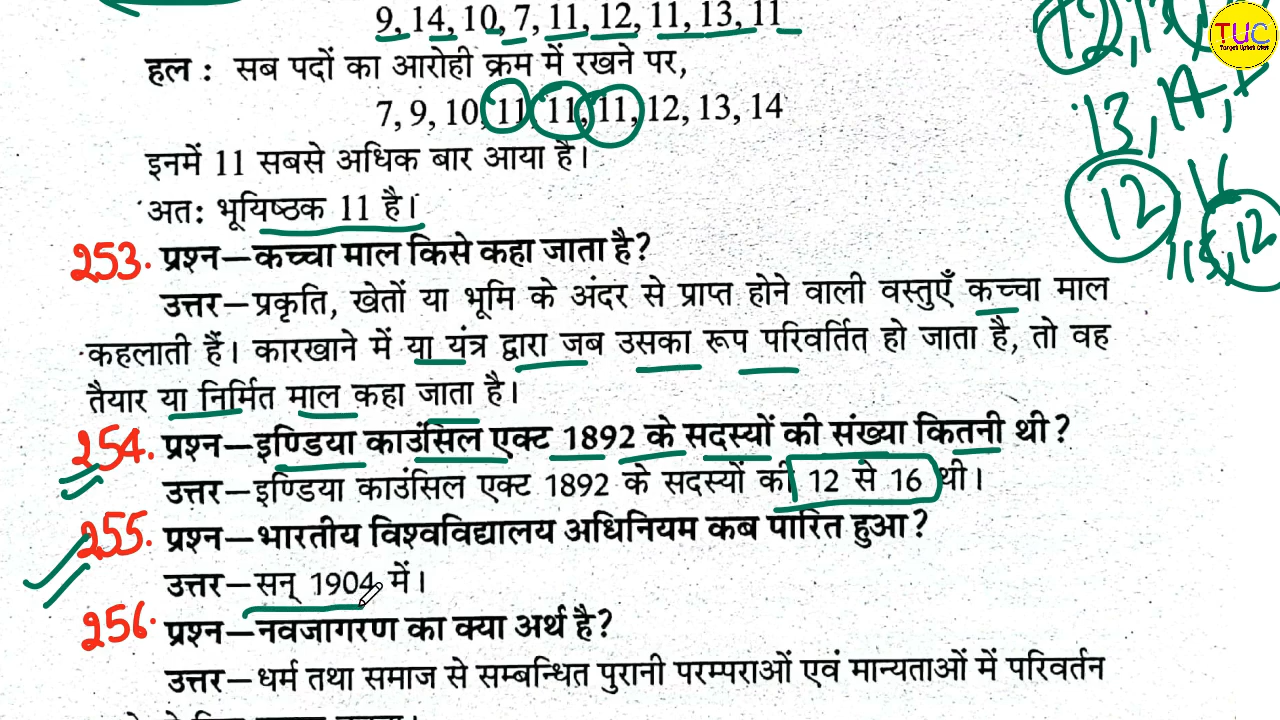 9, 14, 10, 7, 11, 12, 11, 13, 11
हल : सब पदों का आरोही क्रम में रखने पर,
7, 9, 10, 11, 11, 11, 12, 13, 14
इनमें 11 सबसे अधिक बार आया है।
अत: भूयिष्ठक 11 है।
253. प्रश्न–कच्चा माल किसे कहा जाता है?
उत्तर–प्रकृति, खेतों या भूमि के अंदर से प्राप्त होने वाली वस्तुएँ कच्चा माल
कहलाती हैं। कारखाने में या यंत्र द्वारा जब उसका रूप परिवर्तित हो जाता है, तो वह
तैयार या निर्मित माल कहा जाता है।
254. प्रश्न–इण्डिया काउंसिल एक्ट 1892 के सदस्यों की संख्या कितनी थी?
उत्तर–इण्डिया काउंसिल एक्ट 1892 के सदस्यों की 12 से 16 थी।
255. प्रश्न–भारतीय विश्वविद्यालय अधिनियम कब पारित हुआ?
उत्तर–सन् 1904 में।
256. प्रश्न–नवजागरण का क्या अर्थ है?
उत्तर–धर्म तथा समाज से सम्बन्धित पुरानी परम्पराओं एवं मान्यताओं में परिवर्तन
12,
13, 14,
12
12
TUC